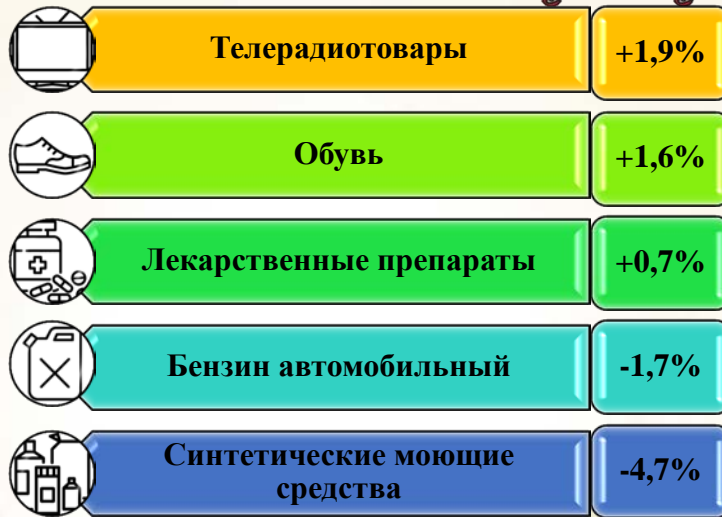 Телерадиотовары
+1,9%
Обувь
+1,6%
Лекарственные препараты
+0,7%
Бензин автомобильный
-1,7%
Синтетические моющие
средства
-4,7%